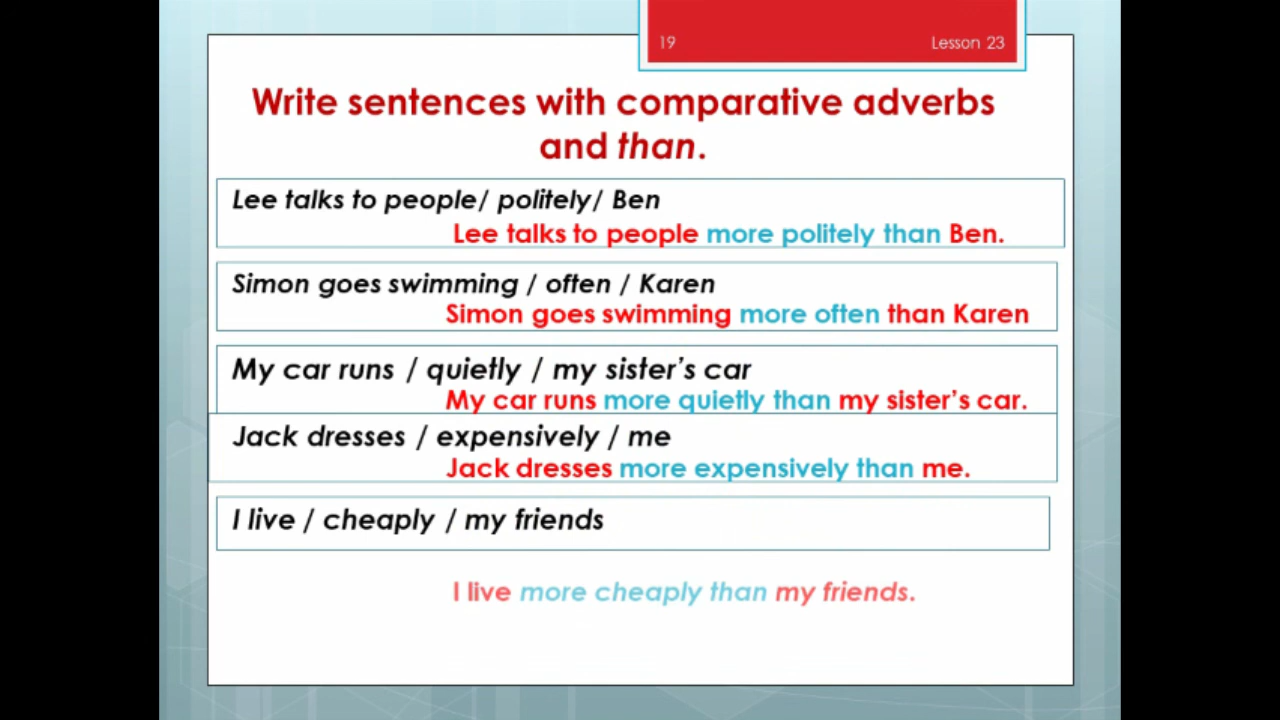 19 Lesson 23
Write sentences with comparative adverbs
and than.
Lee talks to people/ politely/ Ben
Lee talks to people more politely than Ben.
Simon goes swimming / often / Karen
Simon goes swimming more often than Karen
My car runs / quietly / my sister's car
My car runs more quietly than my sister's car.
Jack dresses / expensively / me
Jack dresses more expensively than me.
I live / cheaply / my friends
I live more cheaply than my friends.